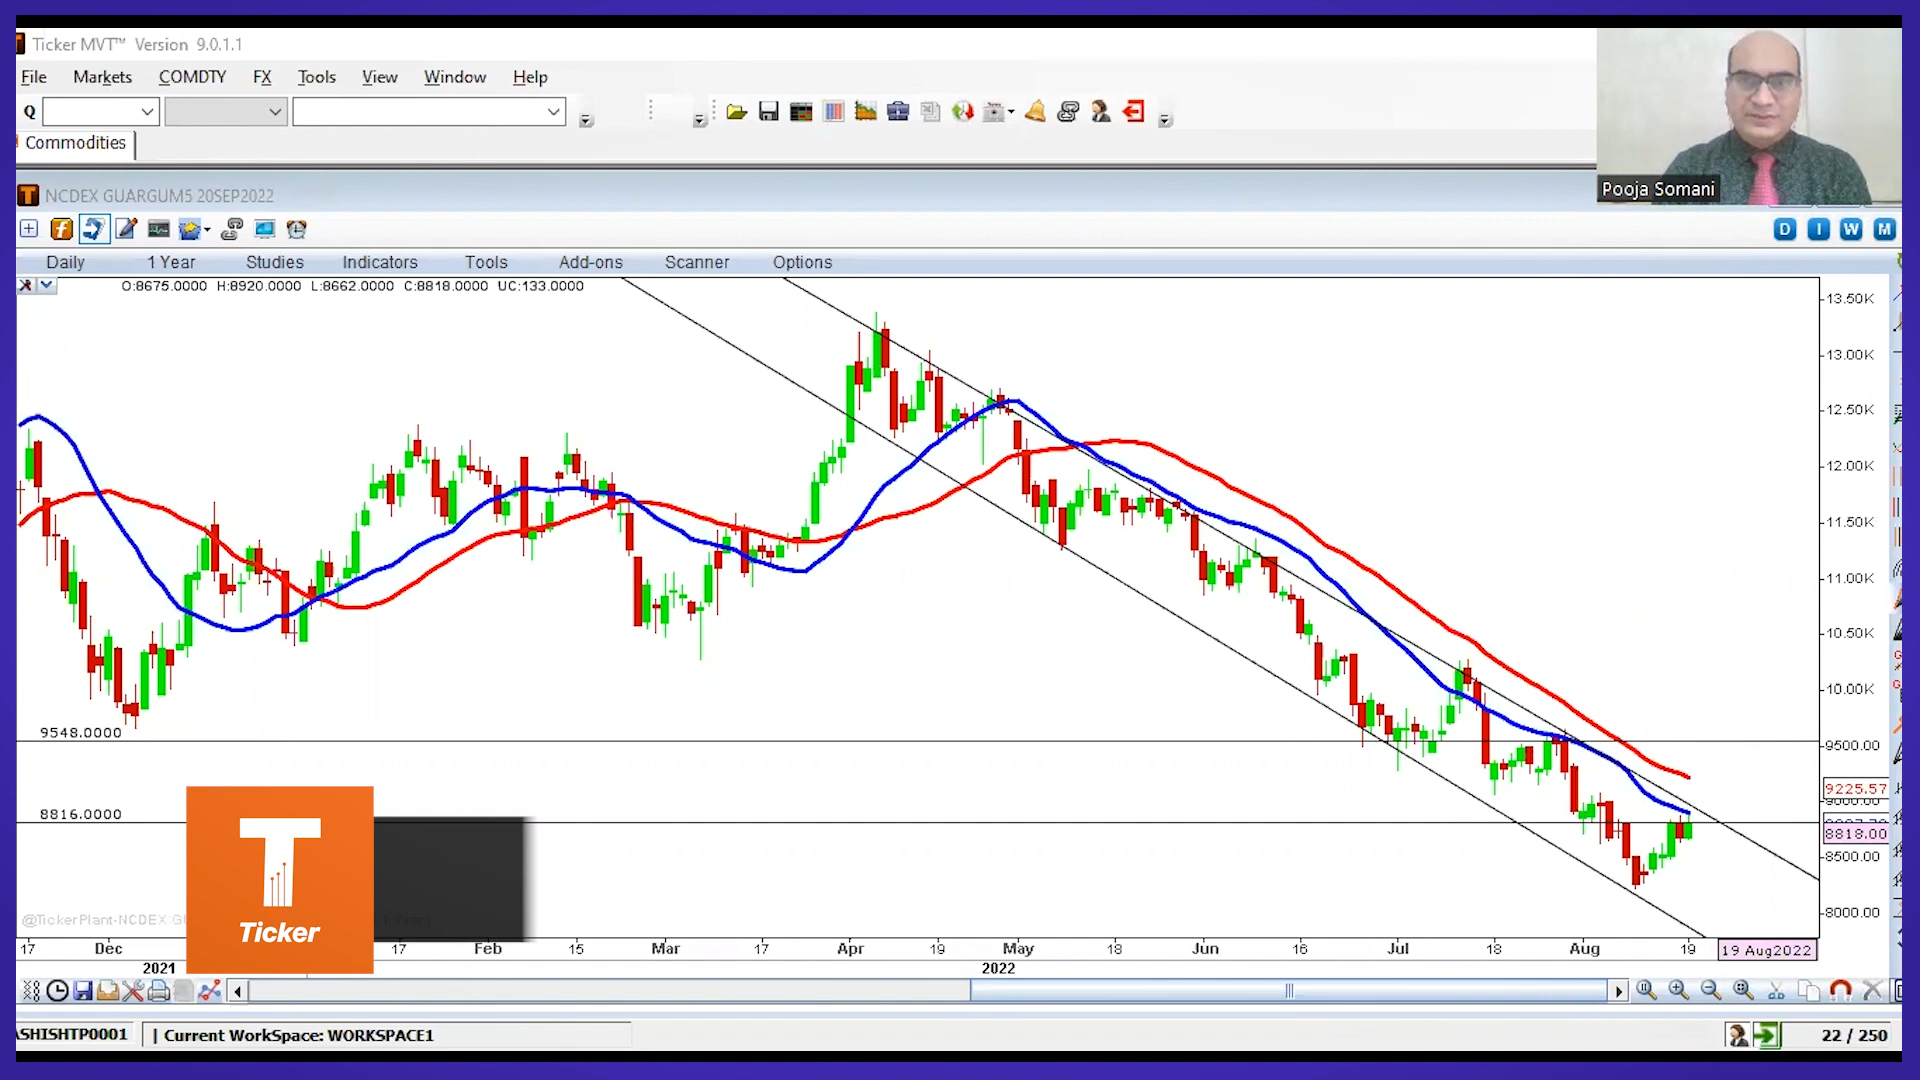 Ticker MVT™ Version 9.0.1.1
File Markets COMDTY FX Tools View Window Help
Q
Commodities
Pooja Somani
NCDEX GUARGUM5 20SEP2022
D I W M
Daily 1 Year Studies Indicators Tools Add-ons Scanner Options
O:8675.0000 H:8920.0000 L:8662.0000 C:8818.0000 UC:133.0000
13.50K
13.00K
12.50K
12.00K
11.50K
11.00K
10.50K
10.00K
9548.0000
9500.00
9225.57
8816.0000
8818.00
8500.00
8000.00
@TickerPlant-NCDEX
T
Ticker
17 Dec 17 Feb 15 Mar 17 Apr 19 May 18 Jun 16 Jul 18 Aug 19 19 Aug2022
2021 2022
ASHISHTP0001 | Current WorkSpace: WORKSPACE1 22 / 250